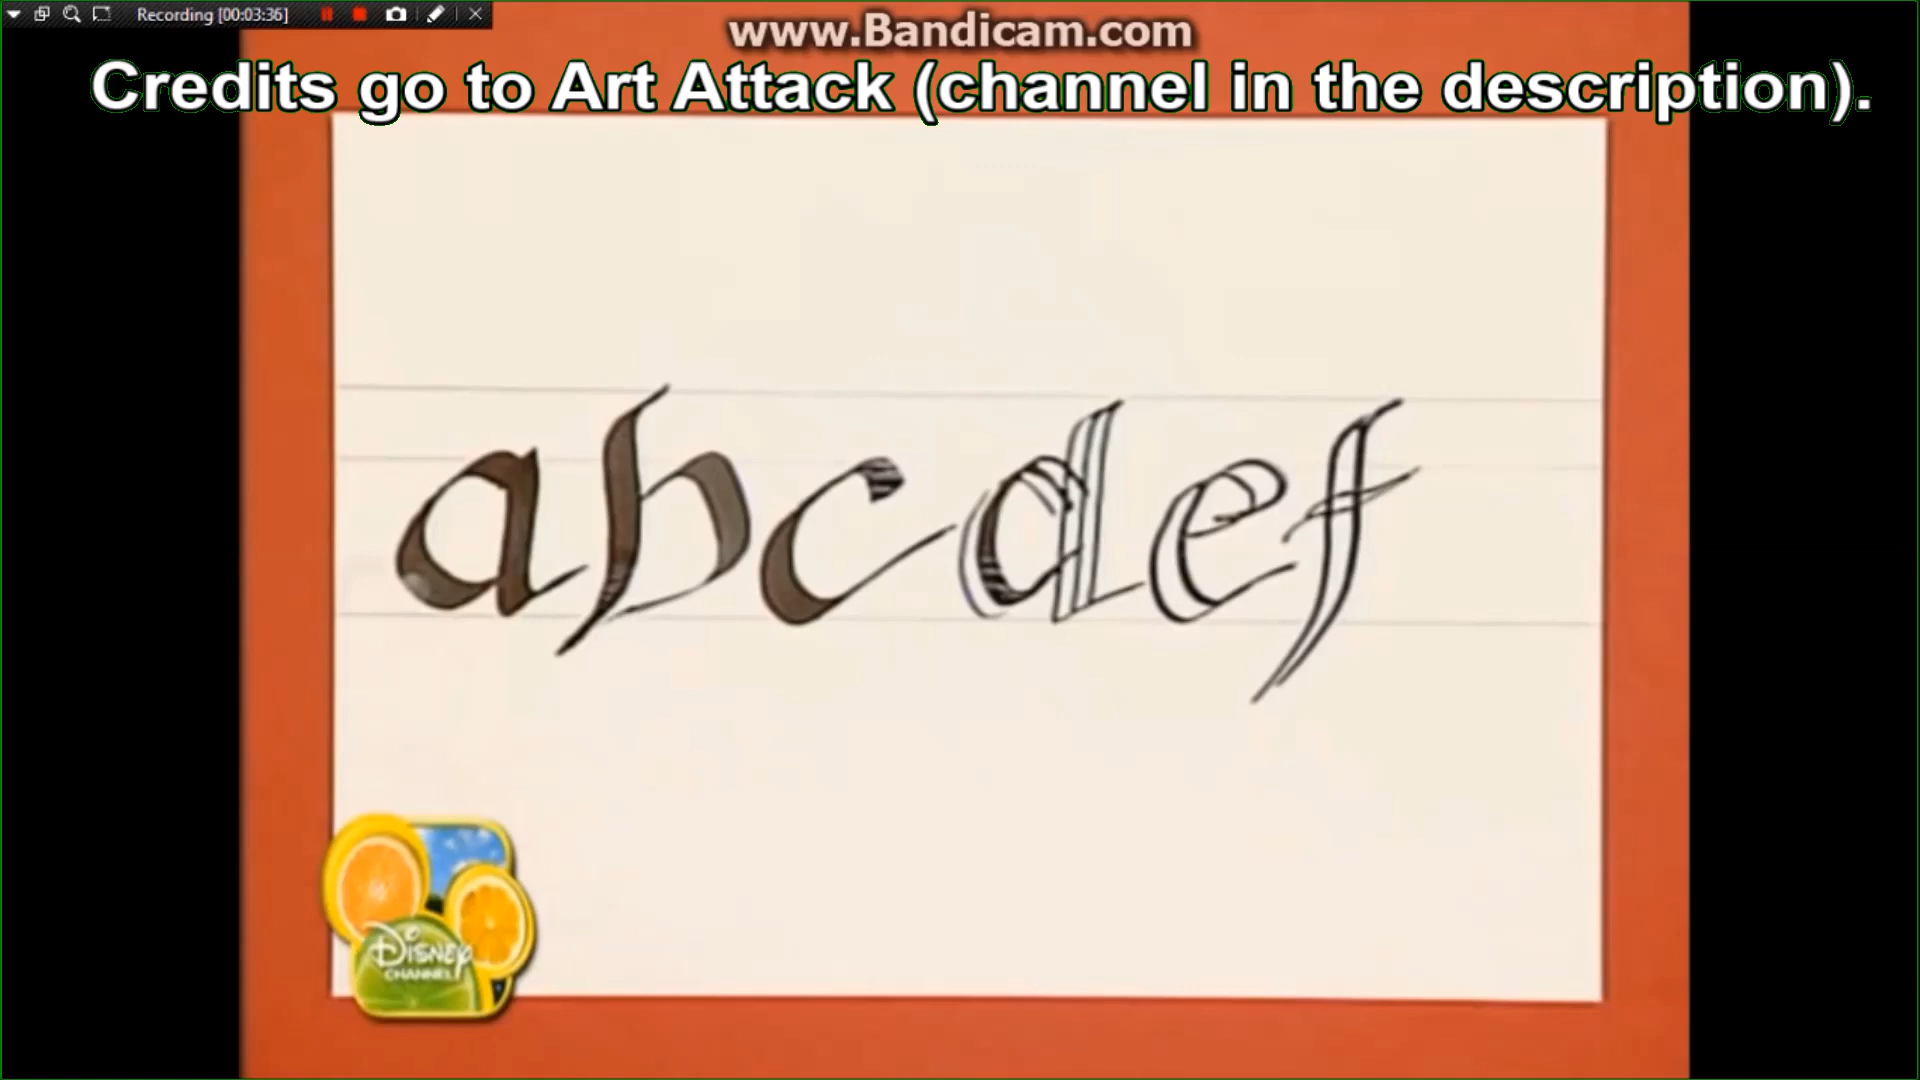 Recording [00:03:36]
www.Bandicam.com
Credits go to Art Attack (channel in the description).
abcdef
Disney
CHANNEL